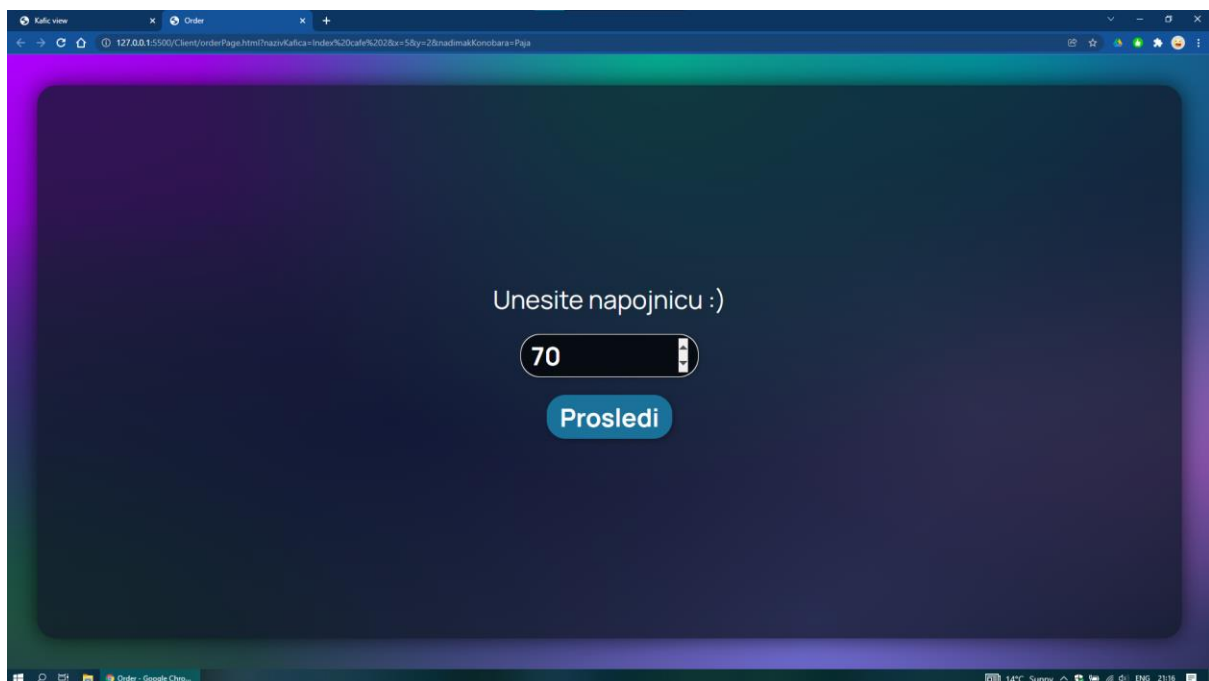 Kafic view
Order
127.0.0.1:5500/Client/orderPage.html?nazivKafica=Index%20cafe%202&x=5&y=2&nadimakKonobara=Paja
Unesite napojnicu :)
70
Prosledi
Order - Google Chro...
14°C Sunny
ENG
21:16